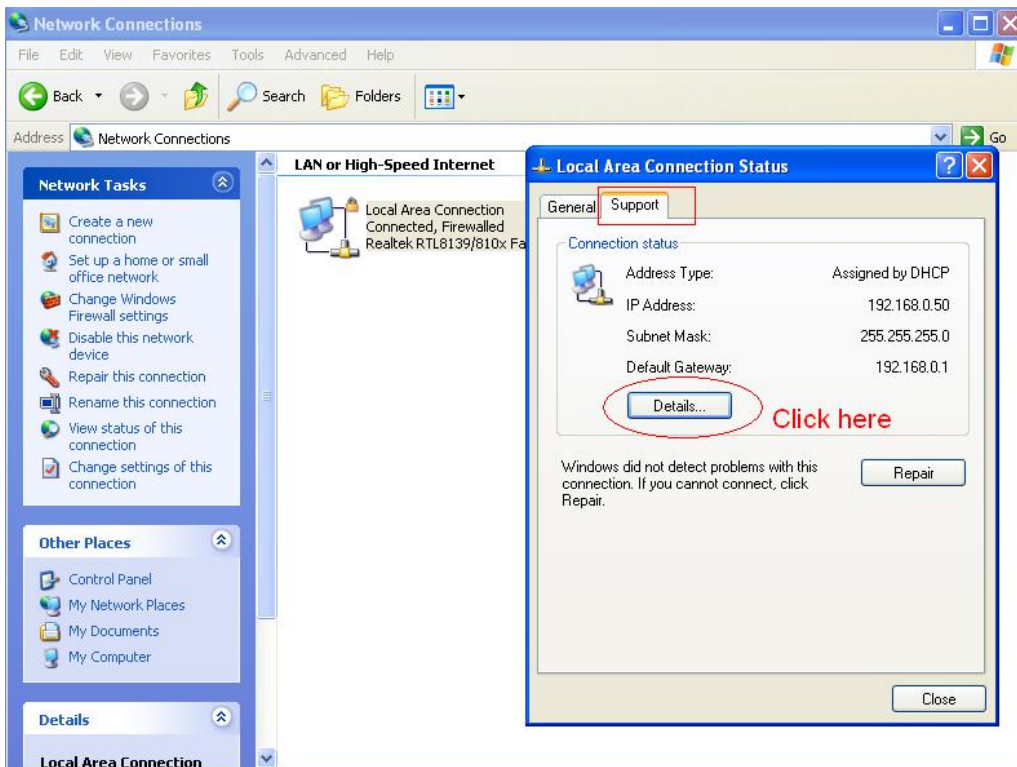 Network Connections
File Edit View Favorites Tools Advanced Help
Back Search Folders
Address Network Connections Go
Network Tasks
Create a new
connection
Set up a home or small
office network
Change Windows
Firewall settings
Disable this network
device
Repair this connection
Rename this connection
View status of this
connection
Change settings of this
connection
Other Places
Control Panel
My Network Places
My Documents
My Computer
Details
Local Area Connection
LAN or High-Speed Internet
Local Area Connection
Connected, Firewalled
Realtek RTL8139/810x Fa
Local Area Connection Status
General Support
Connection status
Address Type: Assigned by DHCP
IP Address: 192.168.0.50
Subnet Mask: 255.255.255.0
Default Gateway: 192.168.0.1
Details... Click here
Windows did not detect problems with this
connection. If you cannot connect, click
Repair.
Repair
Close